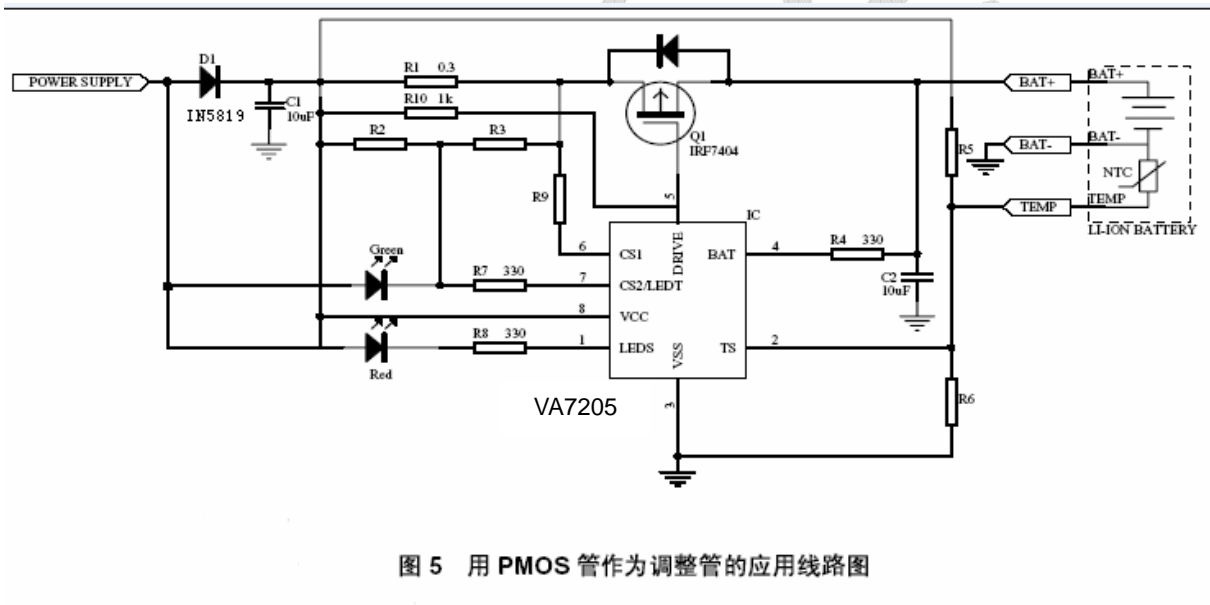 POWER SUPPLY
D1
IN5819
C1
10uF
R1 0.3
R10 1k
R2
R3
R9
Q1
IRF7404
5
IC
DRIVE
6 CS1
BAT 4
R4 330
C2
10uF
Green
R7 330
7 CS2/LEDT
8 VCC
R8 330
1 LEDS
VSS
TS 2
Red
3
VA7205
R5
R6
BAT+
BAT+
BAT-
BAT-
NTC
TEMP
TEMP
LI-ION BATTERY
图 5 用 PMOS 管作为调整管的应用线路图